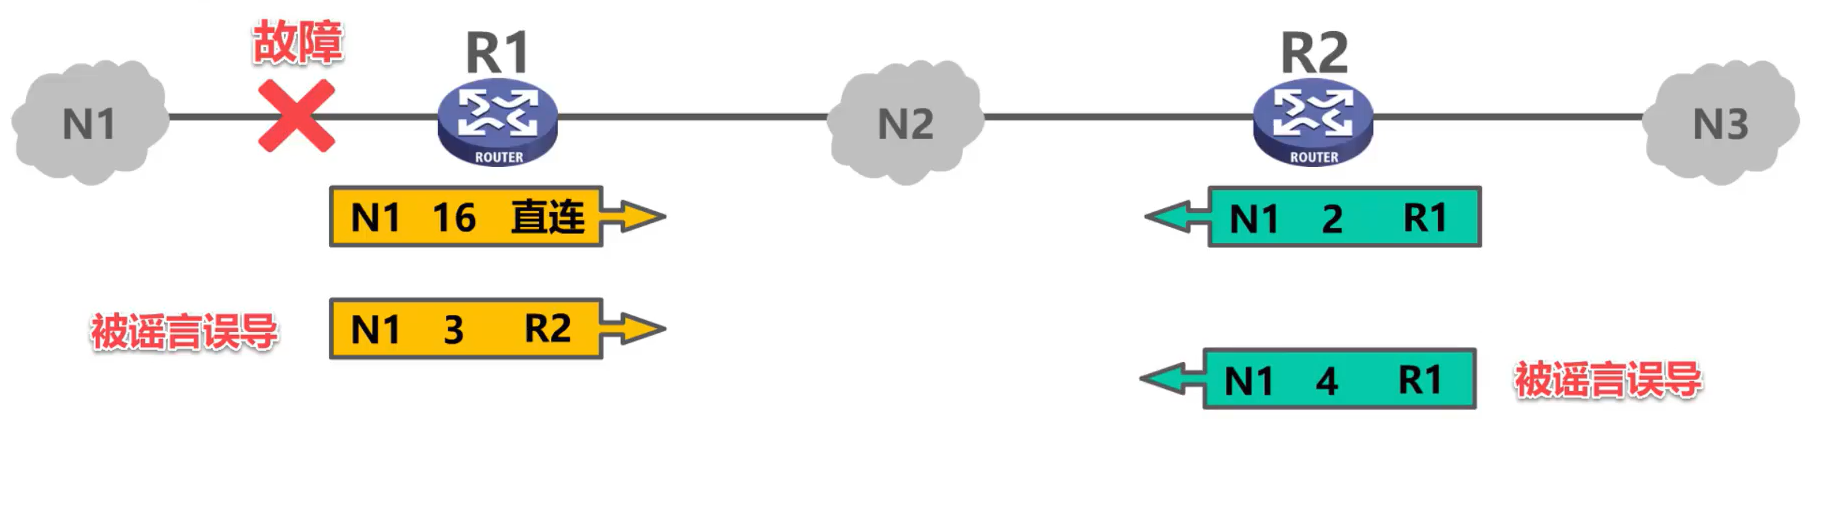 故障
R1
R2
N1
N2
N3
ROUTER
ROUTER
N1 16 直连
N1 2 R1
被谣言误导
N1 3 R2
N1 4 R1
被谣言误导